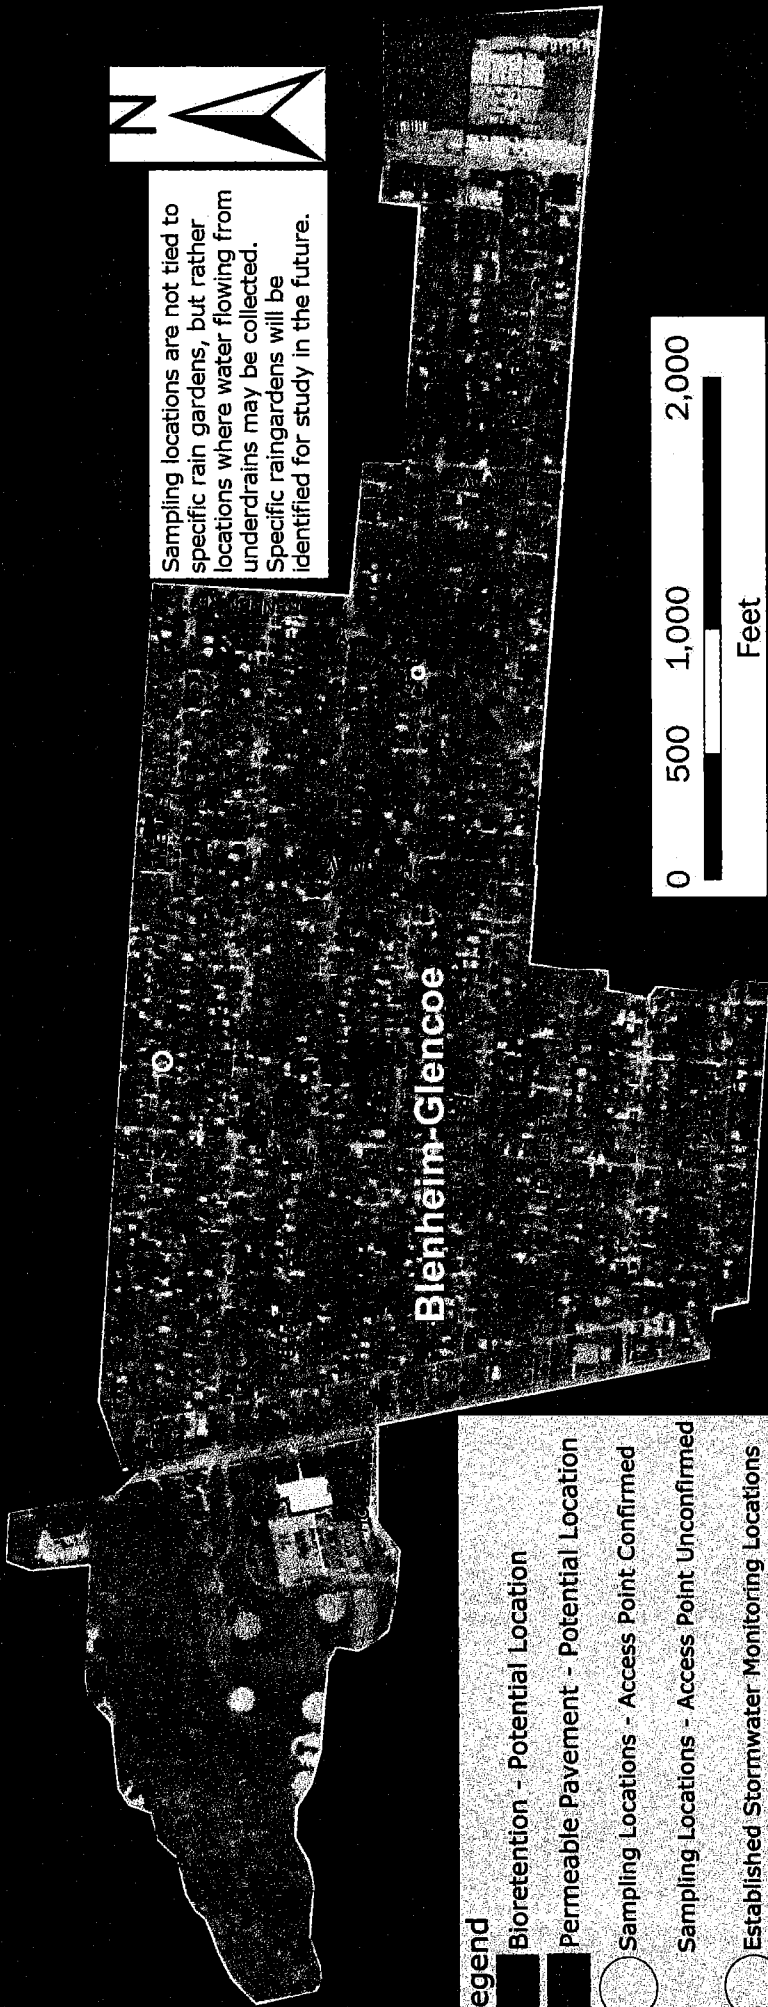 N
Sampling locations are not tied to
specific rain gardens, but rather
locations where water flowing from
underdrains may be collected.
Specific raingardens will be
identified for study in the future.
Blenheim-Glencoe
0 500 1,000 2,000
Feet
egend
Bioretention - Potential Location
Permeable Pavement - Potential Location
Sampling Locations - Access Point Confirmed
Sampling Locations - Access Point Unconfirmed
Established Stormwater Monitoring Locations